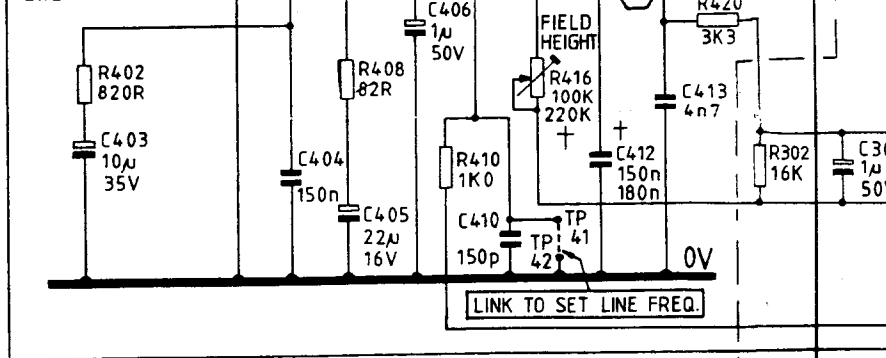 C406
1µ
50V
FIELD
HEIGHT
R420
3K3
R402
820R
R408
82R
R416
100K
220K
C413
4n7
C403
10µ
35V
C404
150n
R410
1K0
C412
150n
180n
R302
16K
1µ
C405
22µ
16V
C410
150p
TP
41
TP
42
0V
LINK TO SET LINE FREQ.